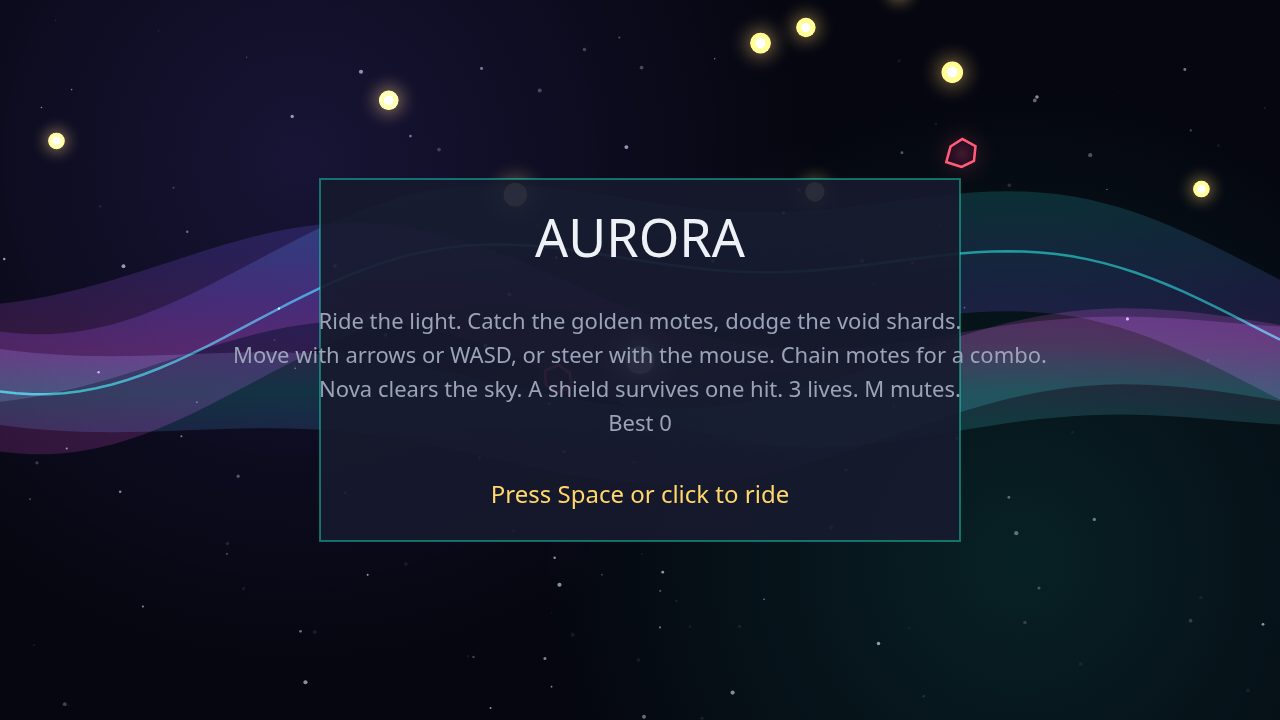 AURORA
Ride the light. Catch the golden motes, dodge the void shards.
Move with arrows or WASD, or steer with the mouse. Chain motes for a combo.
Nova clears the sky. A shield survives one hit. 3 lives. M mutes.
Best 0
Press Space or click to ride